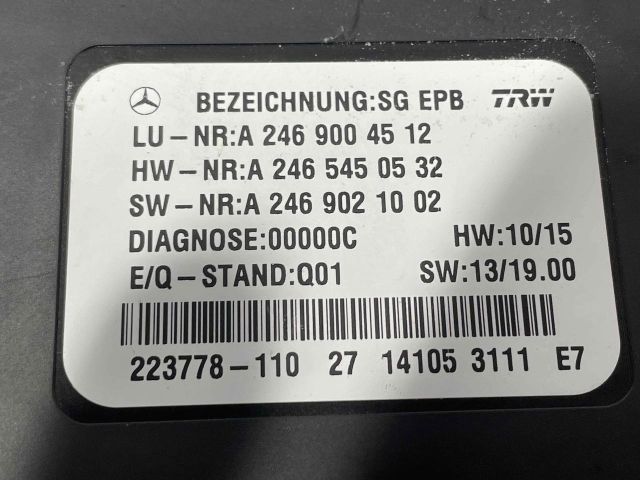 BEZEICHNUNG:SG EPB TRW
LU-NR:A 246 900 45 12
HW-NR:A 246 545 05 32
SW-NR:A 246 902 10 02
DIAGNOSE:00000C HW:10/15
E/Q-STAND:Q01 SW:13/19.00
223778-110 27 14105 3111 E7